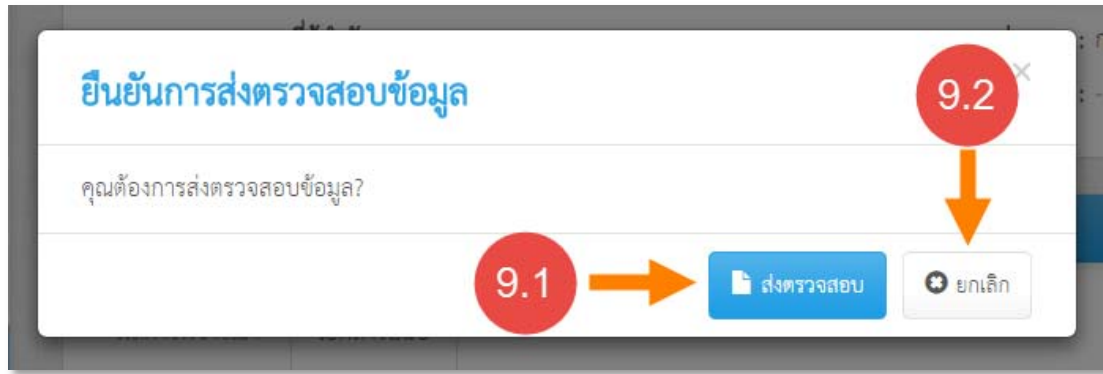 ยืนยันการส่งตรวจสอบข้อมูล
9.2
คุณต้องการส่งตรวจสอบข้อมูล?
9.1
ส่งตรวจสอบ
ยกเลิก